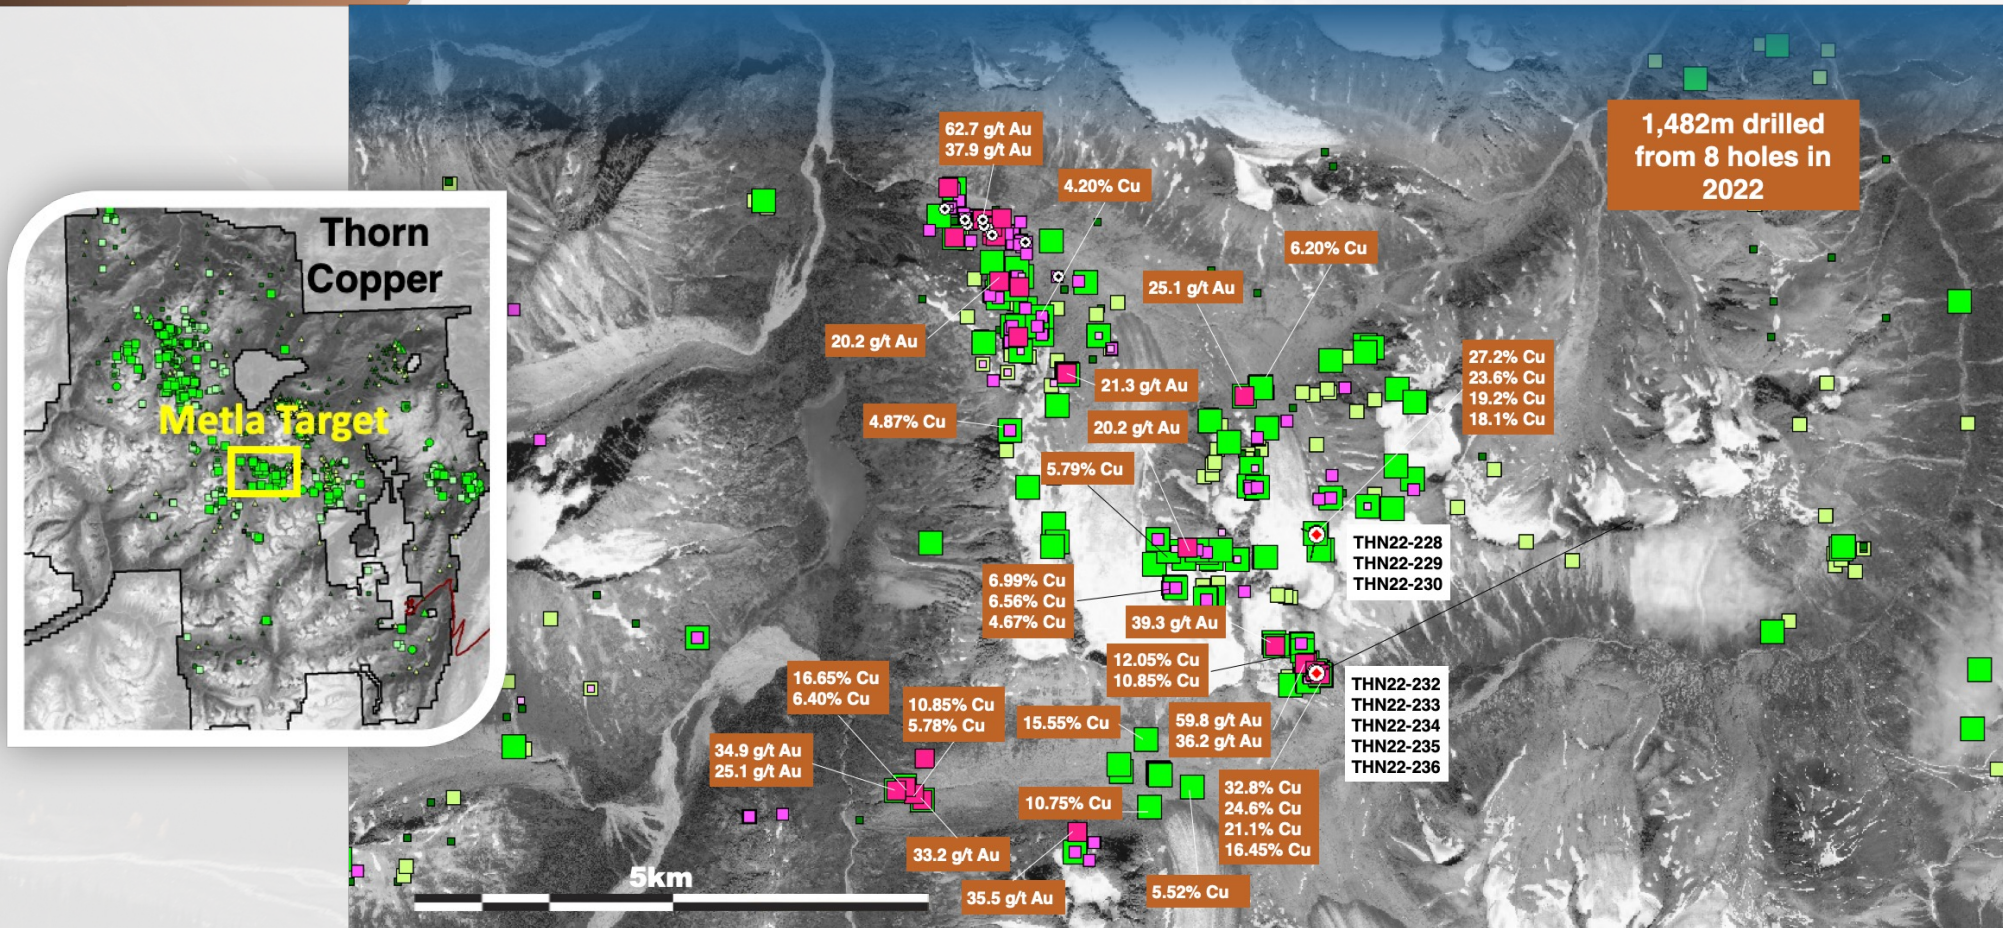 Thorn
Copper
Metla Target
1,482m drilled
from 8 holes in
2022
62.7 g/t Au
37.9 g/t Au
4.20% Cu
6.20% Cu
25.1 g/t Au
20.2 g/t Au
27.2% Cu
23.6% Cu
19.2% Cu
18.1% Cu
21.3 g/t Au
4.87% Cu
20.2 g/t Au
5.79% Cu
THN22-228
THN22-229
THN22-230
6.99% Cu
6.56% Cu
4.67% Cu
39.3 g/t Au
12.05% Cu
10.85% Cu
16.65% Cu
6.40% Cu
10.85% Cu
5.78% Cu
15.55% Cu
59.8 g/t Au
36.2 g/t Au
THN22-232
THN22-233
THN22-234
THN22-235
THN22-236
34.9 g/t Au
25.1 g/t Au
10.75% Cu
32.8% Cu
24.6% Cu
21.1% Cu
16.45% Cu
33.2 g/t Au
5km
35.5 g/t Au
5.52% Cu